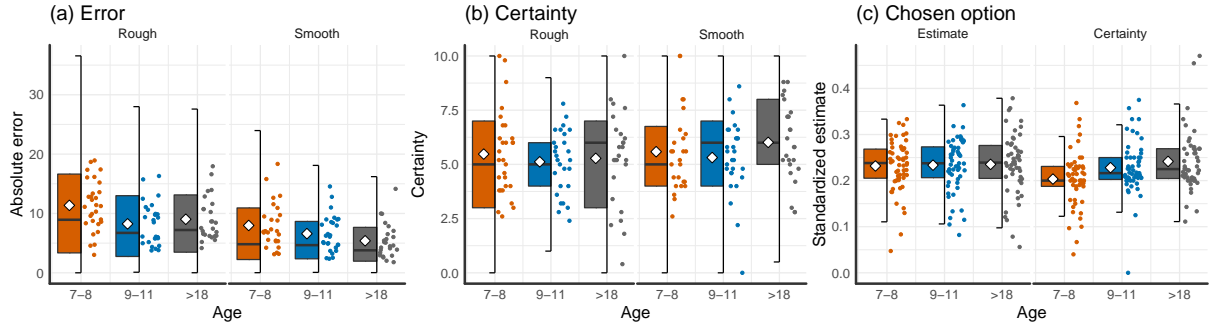 (a) Error
Rough
Smooth
Absolute error
30
20
10
0
7–8
9–11
>18
7–8
9–11
>18
Age
(b) Certainty
Rough
Smooth
Certainty
10.0
7.5
5.0
2.5
0.0
7–8
9–11
>18
7–8
9–11
>18
Age
(c) Chosen option
Estimate
Certainty
Standardized estimate
0.4
0.3
0.2
0.1
0.0
7–8
9–11
>18
7–8
9–11
>18
Age